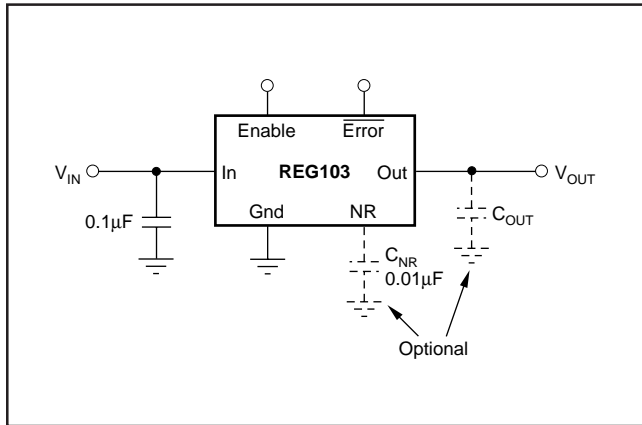 Enable
Error
V_IN
In
REG103
Out
V_OUT
0.1µF
Gnd
NR
C_OUT
C_NR
0.01µF
Optional